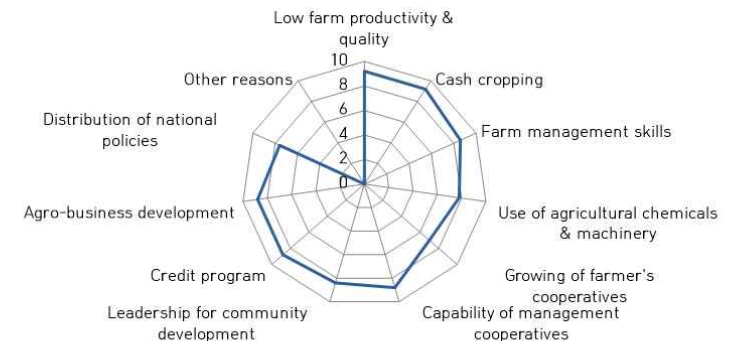 Low farm productivity &
quality
10
8
6
4
2
0
Cash cropping
Farm management skills
Use of agricultural chemicals
& machinery
Growing of farmer's
cooperatives
Capability of management
cooperatives
Leadership for community
development
Credit program
Agro-business development
Distribution of national
policies
Other reasons